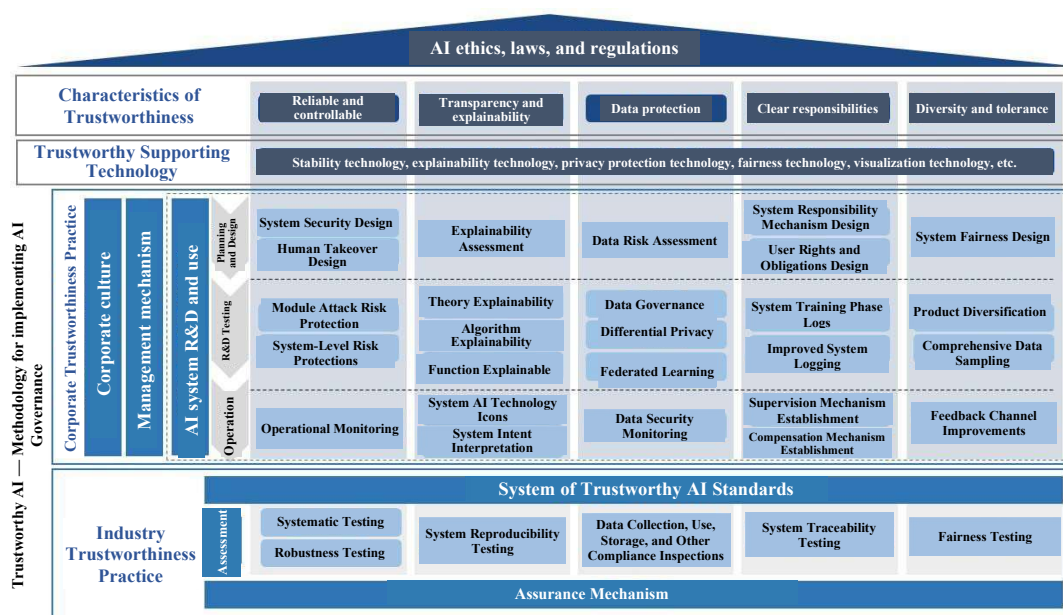 AI ethics, laws, and regulations
Characteristics of
Trustworthiness
Reliable and
controllable
Transparency and
explainability
Data protection
Clear responsibilities
Diversity and tolerance
Trustworthy Supporting
Technology
Stability technology, explainability technology, privacy protection technology, fairness technology, visualization technology, etc.
Trustworthy AI — Methodology for implementing AI
Governance
Corporate Trustworthiness Practice
Corporate culture
Management mechanism
AI system R&D and use
Planning
and Design
System Security Design
Human Takeover
Design
Explainability
Assessment
Data Risk Assessment
System Responsibility
Mechanism Design
User Rights and
Obligations Design
System Fairness Design
R&D Testing
Module Attack Risk
Protection
System-Level Risk
Protections
Theory Explainability
Algorithm
Explainability
Function Explainable
Data Governance
Differential Privacy
Federated Learning
System Training Phase
Logs
Improved System
Logging
Product Diversification
Comprehensive Data
Sampling
Operation
Operational Monitoring
System AI Technology
Icons
System Intent
Interpretation
Data Security
Monitoring
Supervision Mechanism
Establishment
Compensation Mechanism
Establishment
Feedback Channel
Improvements
Industry
Trustworthiness
Practice
System of Trustworthy AI Standards
Assessment
Systematic Testing
Robustness Testing
System Reproducibility
Testing
Data Collection, Use,
Storage, and Other
Compliance Inspections
System Traceability
Testing
Fairness Testing
Assurance Mechanism